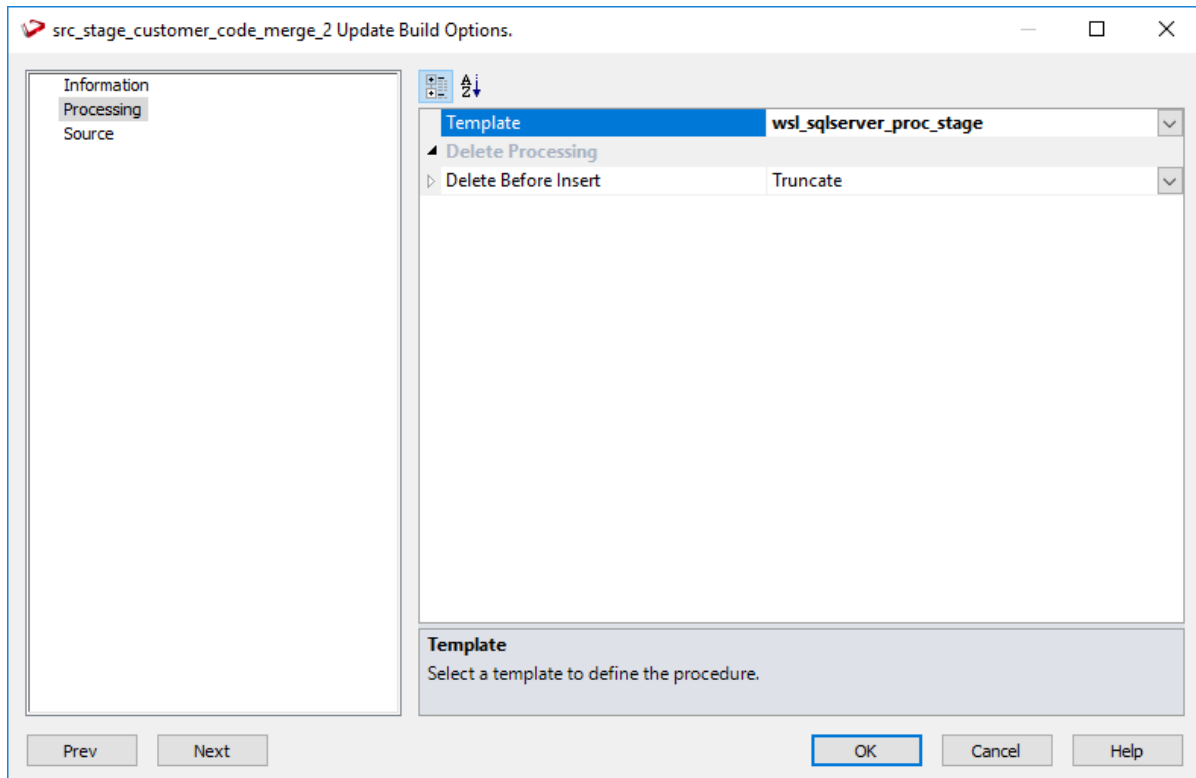 src_stage_customer_code_merge_2 Update Build Options.
Information
Processing
Source
Template wsl_sqlserver_proc_stage
Delete Processing
Delete Before Insert Truncate
Template
Select a template to define the procedure.
Prev Next OK Cancel Help